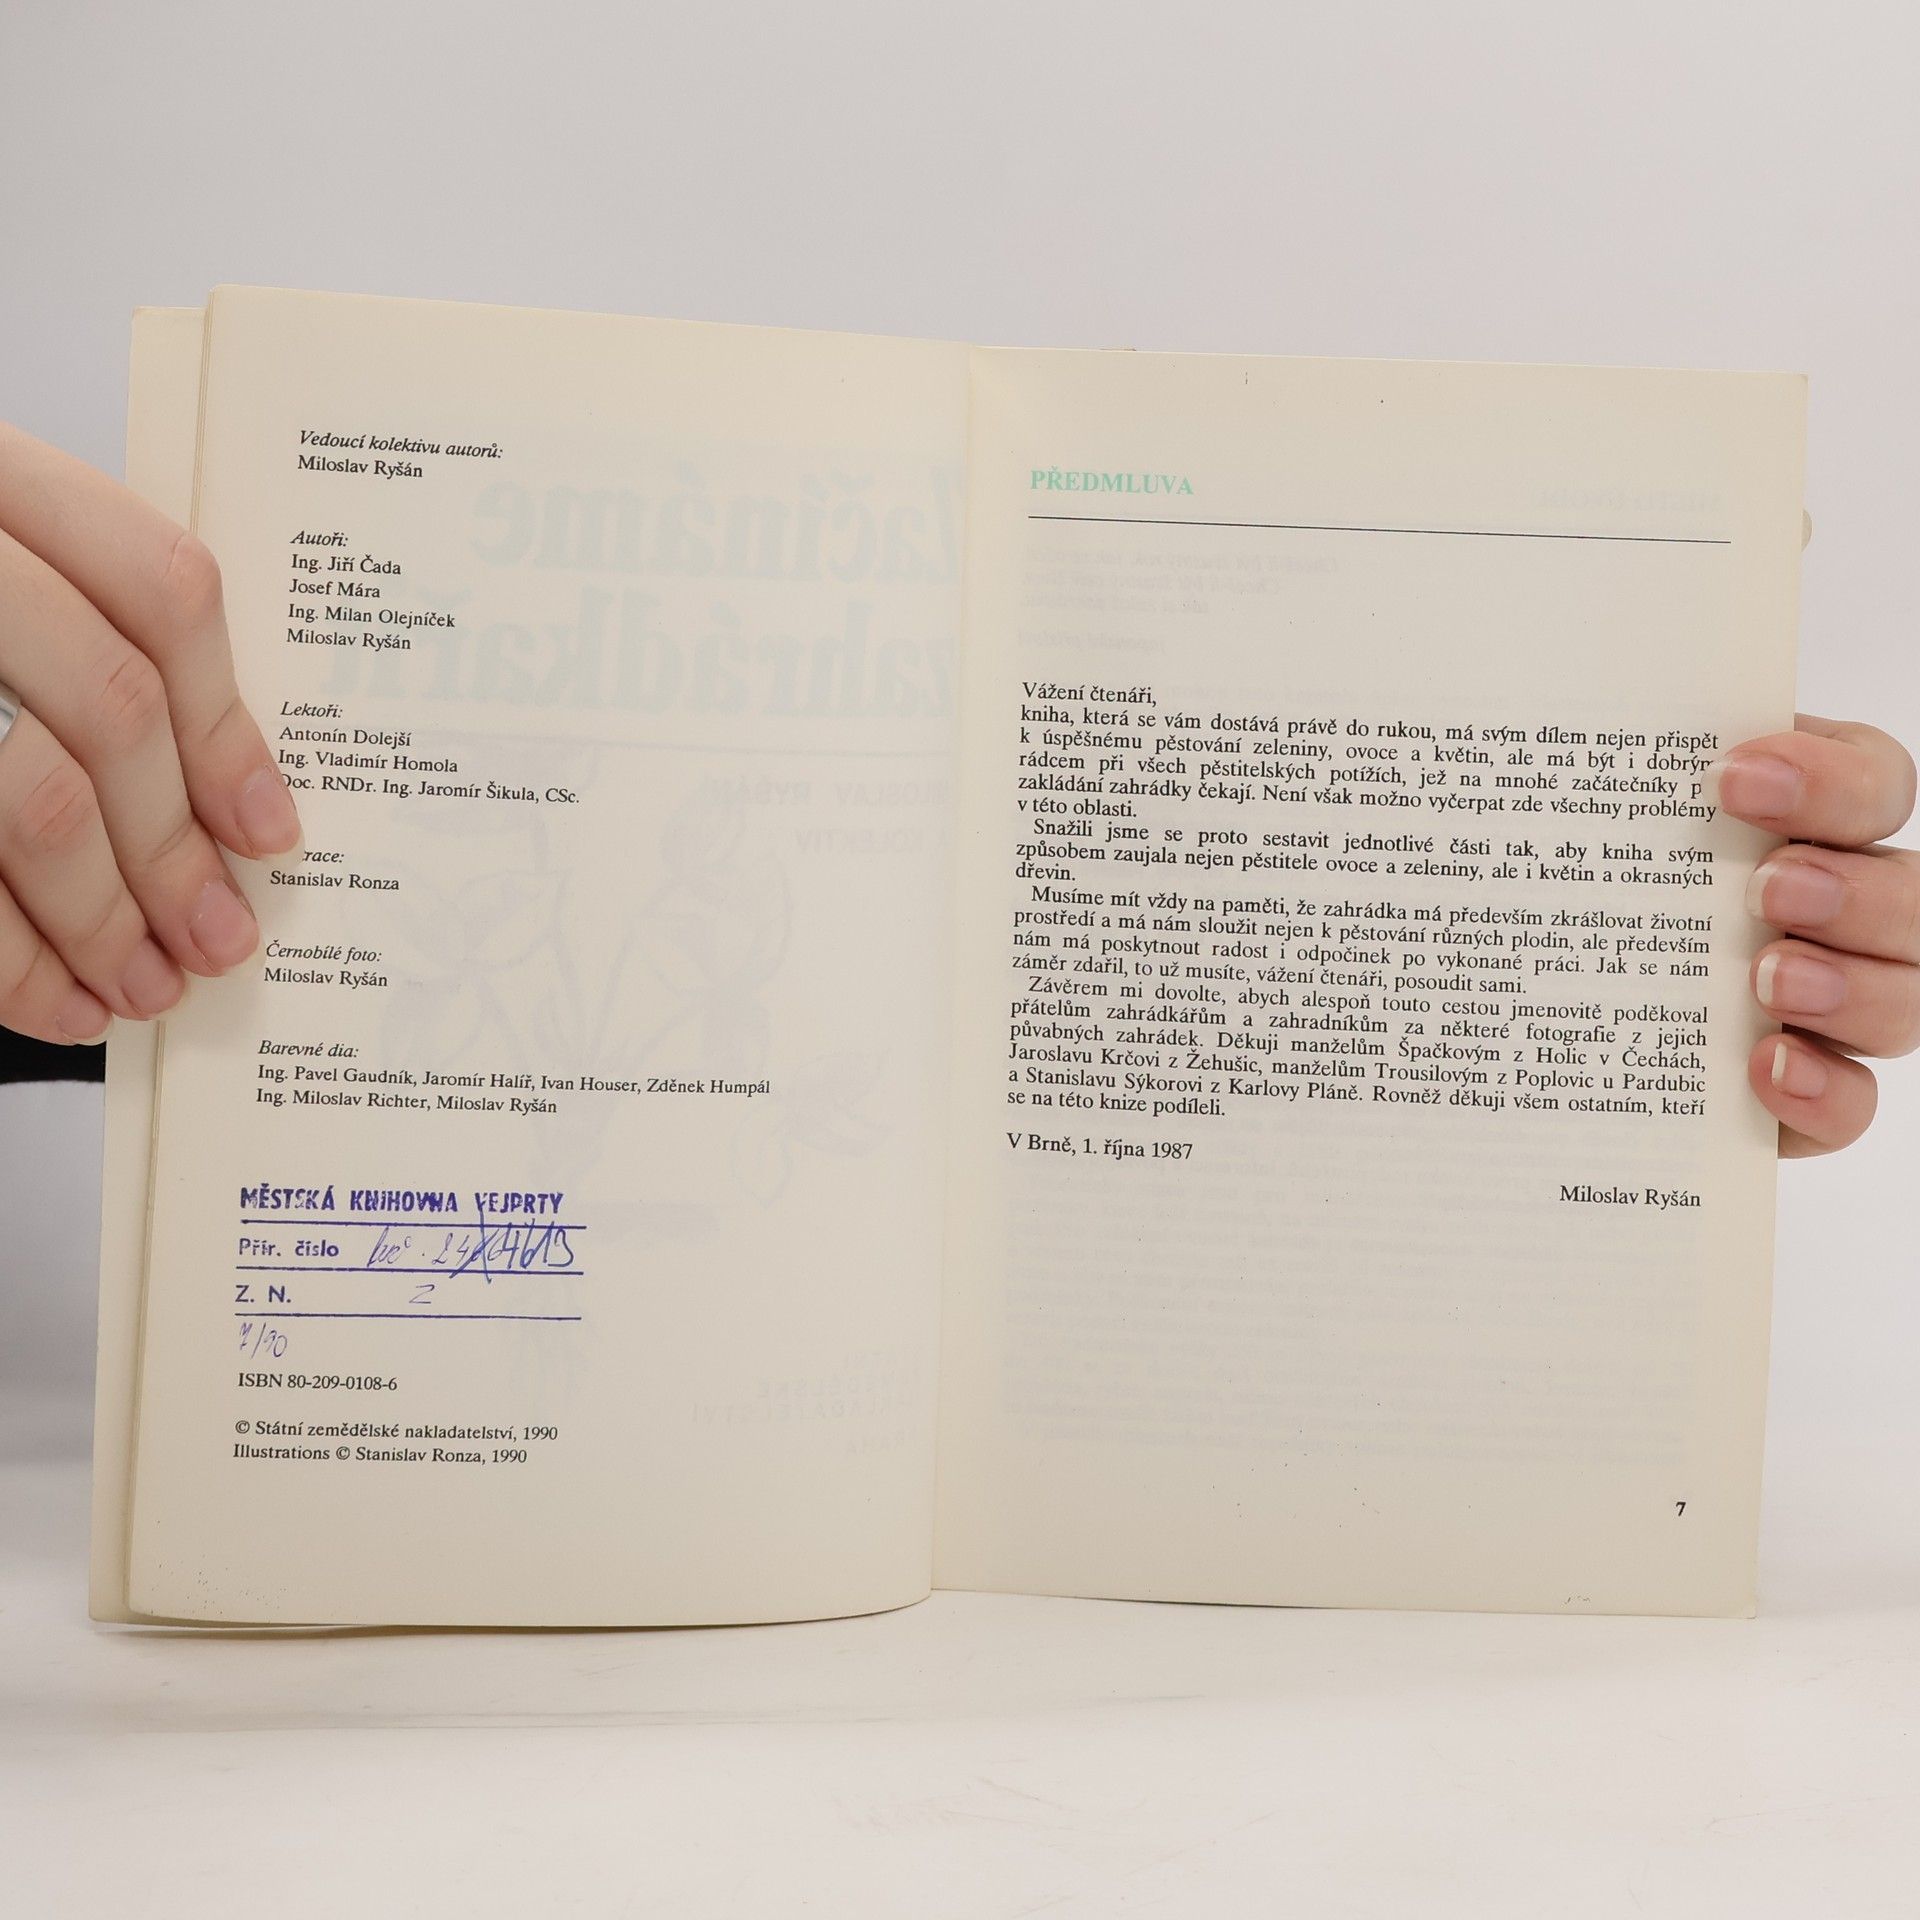 Vedoucí kolektivu autorů:
Miloslav Ryšán
Autoři:
Ing. Jiří Čada
Josef Mára
Ing. Milan Olejníček
Miloslav Ryšán
Lektoři:
Antonín Dolejší
Ing. Vladimír Homola
Doc. RNDr. Ing. Jaromír Šikula, CSc.
Stanislav Ronza
Černobílé foto:
Miloslav Ryšán
Barevné dia:
Ing. Pavel Gaudník, Jaromír Halíř, Ivan Houser, Zděnek Humpál
Ing. Miloslav Richter, Miloslav Ryšán
MĚSTSKÁ KNIHOVNA VEJPRTY
Přír. číslo
Z. N. Z
7/90
ISBN 80-209-0108-6
© Státní zemědělské nakladatelství, 1990
Illustrations © Stanislav Ronza, 1990
PŘEDMLUVA
Vážení čtenáři,
kniha, která se vám dostává právě do rukou, má svým dílem nejen přispět
k úspěšnému pěstování zeleniny, ovoce a květin, ale má být i dobrým
rádcem při všech pěstitelských potížích, jež na mnohé začátečníky
zakládání zahrádky čekají. Není však možno vyčerpat zde všechny problémy
v této oblasti.
Snažili jsme se proto sestavit jednotlivé části tak, aby kniha svým
způsobem zaujala nejen pěstitele ovoce a zeleniny, ale i květin a okrasných
dřevin.
Musíme mít vždy na paměti, že zahrádka má především zkrášlovat životní
prostředí a má nám sloužit nejen k pěstování různých plodin, ale především
nám má poskytnout radost i odpočinek po vykonané práci. Jak se nám
záměr zdařil, to už musíte, vážení čtenáři, posoudit sami.
Závěrem mi dovolte, abych alespoň touto cestou jmenovitě poděkoval
přátelům zahrádkářům a zahradníkům za některé fotografie z jejich
půvabných zahrádek. Děkuji manželům Špačkovým z Holic v Čechách,
Jaroslavu Krčovi z Žehušic, manželům Trousilovým z Poplovic u Pardubic
a Stanislavu Sýkorovi z Karlovy Pláně. Rovněž děkuji všem ostatním, kteří
se na této knize podíleli.
V Brně, 1. října 1987
Miloslav Ryšán
7